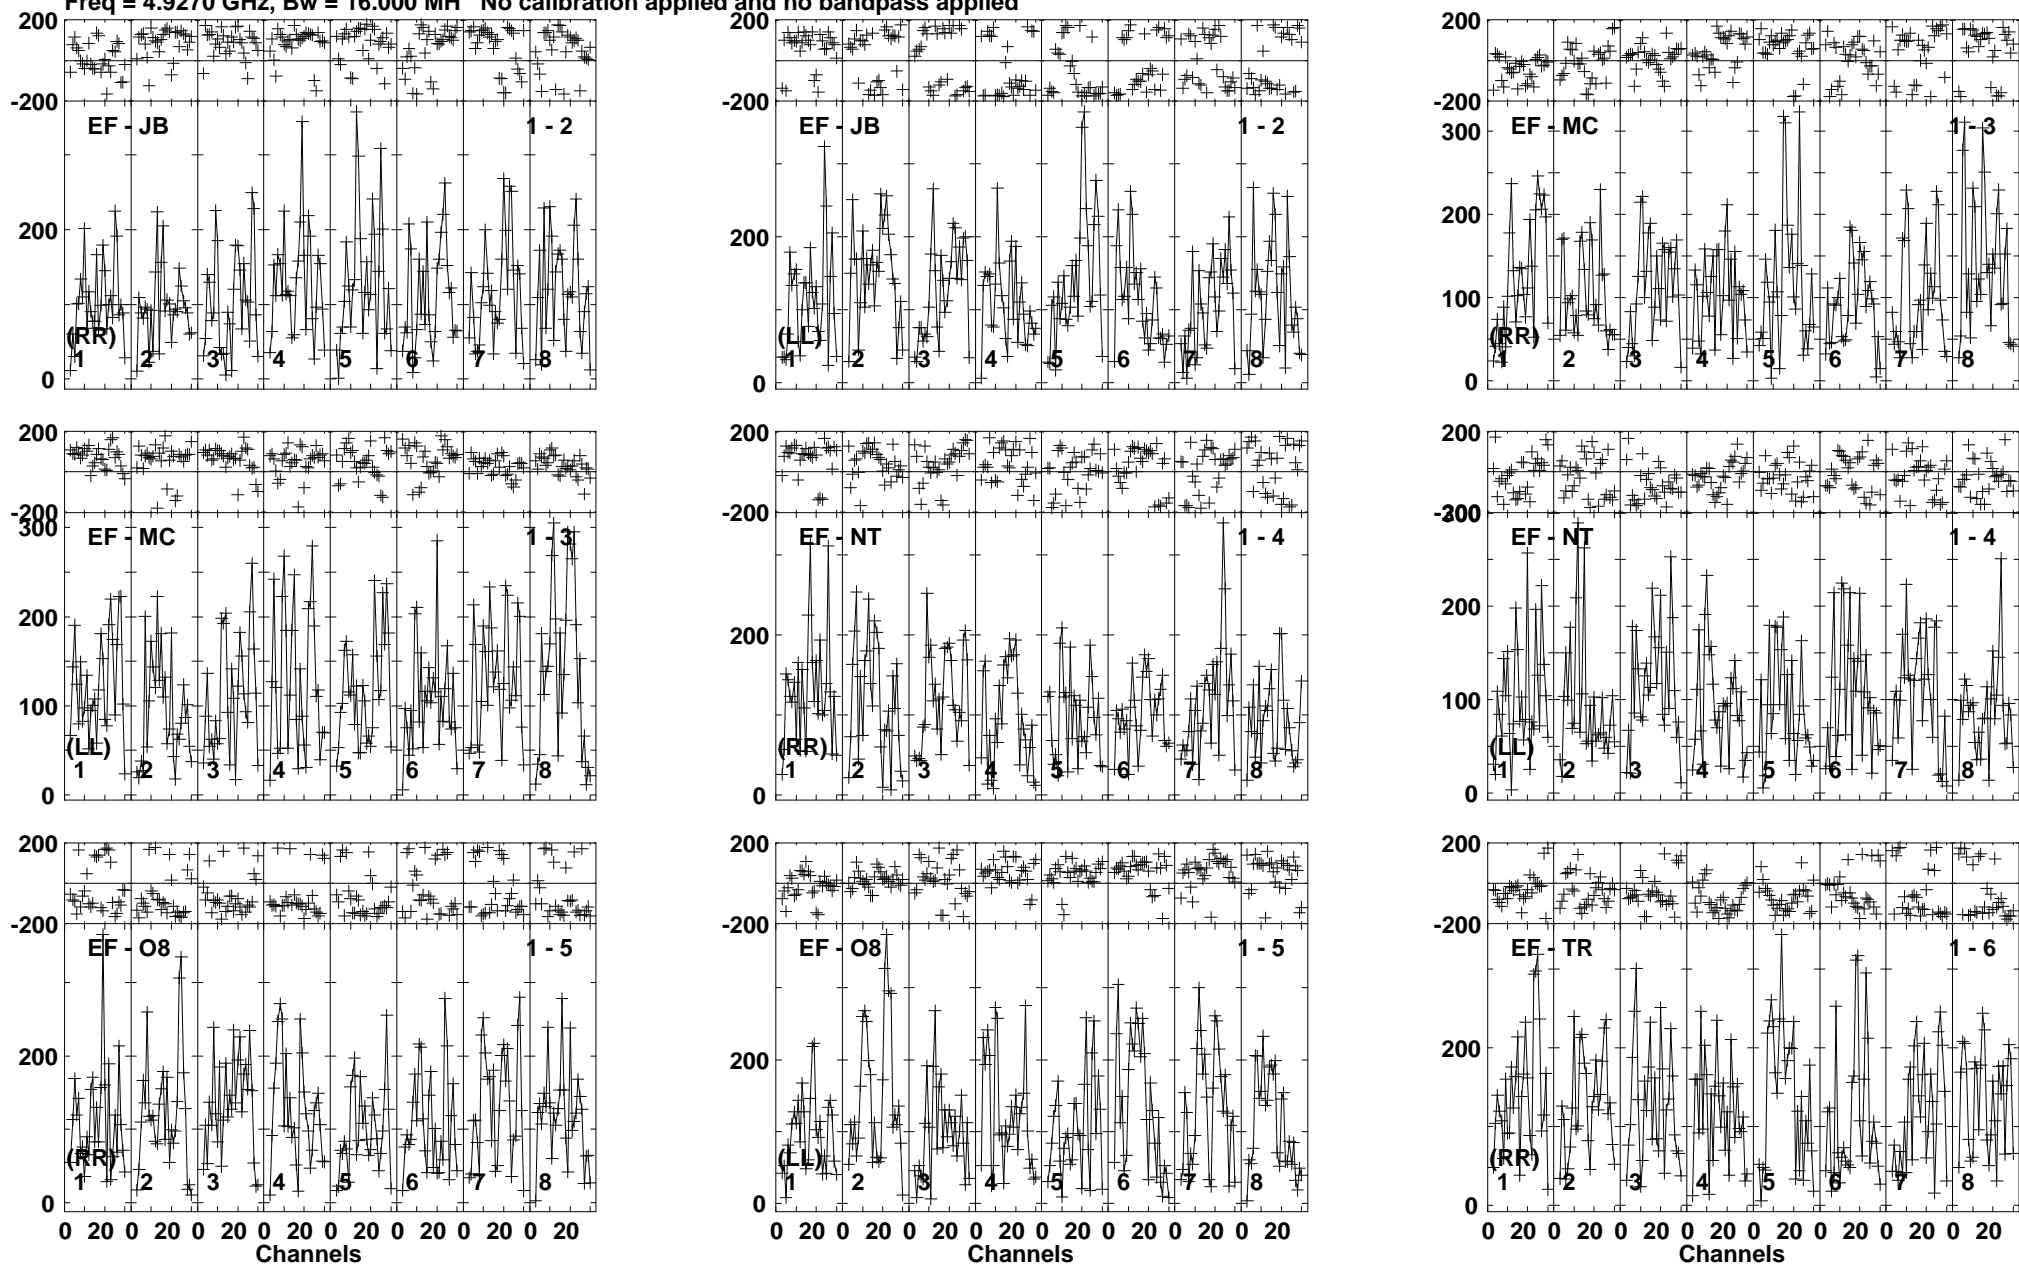 Freq = 4.9270 GHz, Bw = 16.000 MH No calibration applied and no bandpass applied
200 200 200
-200 -200 -200
EF - JB 1 - 2 EF - JB 1 - 2 EF - MC 1 - 3
300
200 200 200
100
(RR) (LL) (RR)
1 2 3 4 5 6 7 8 1 2 3 4 5 6 7 8 1 2 3 4 5 6 7 8
0 0 0
200 200 200
-200 -200 -200
300 300
EF - MC 1 - 3 EF - NT 1 - 4 EF - NT 1 - 4
200 200 200
100 100
(LL) (RR) (LL)
1 2 3 4 5 6 7 8 1 2 3 4 5 6 7 8 1 2 3 4 5 6 7 8
0 0 0
200 200 200
-200 -200 -200
EF - O8 1 - 5 EF - O8 1 - 5 EF - TR 1 - 6
200 200 200
(RR) (LL) (RR)
1 2 3 4 5 6 7 8 1 2 3 4 5 6 7 8 1 2 3 4 5 6 7 8
0 0 0
0 20 0 20 0 20 0 20 0 20 0 20 0 20 0 20 0 20 0 20 0 20 0 20 0 20 0 20 0 20 0 20 0 20 0 20 0 20 0 20 0 20 0 20 0 20 0 20
Channels Channels Channels